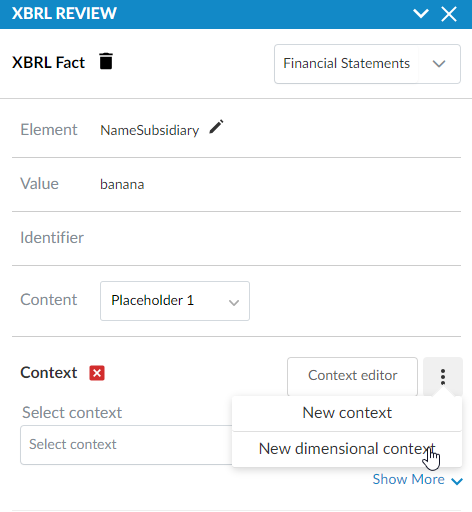 XBRL REVIEW
XBRL Fact
Financial Statements
Element NameSubsidiary
Value banana
Identifier
Content Placeholder 1
Context Context editor
Select context
New context
Select context
New dimensional context
Show More